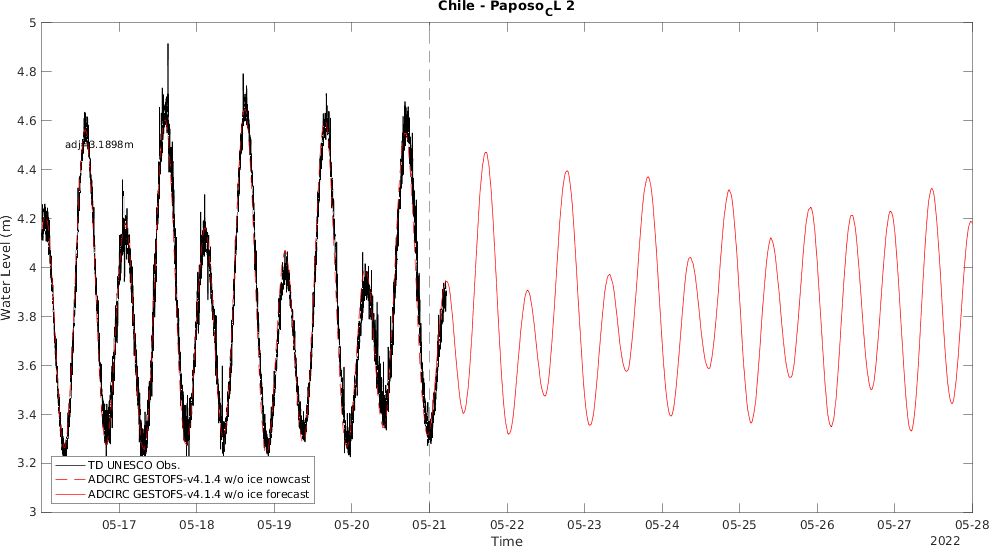 Chile - Paposo_CL 2
Water Level (m)
5
4.8
4.6
4.4
4.2
4
3.8
3.6
3.4
3.2
3
adj=3.1898m
TD UNESCO Obs.
ADCIRC GESTOFS-v4.1.4 w/o ice nowcast
ADCIRC GESTOFS-v4.1.4 w/o ice forecast
05-17 05-18 05-19 05-20 05-21 05-22 05-23 05-24 05-25 05-26 05-27 05-28
Time
2022